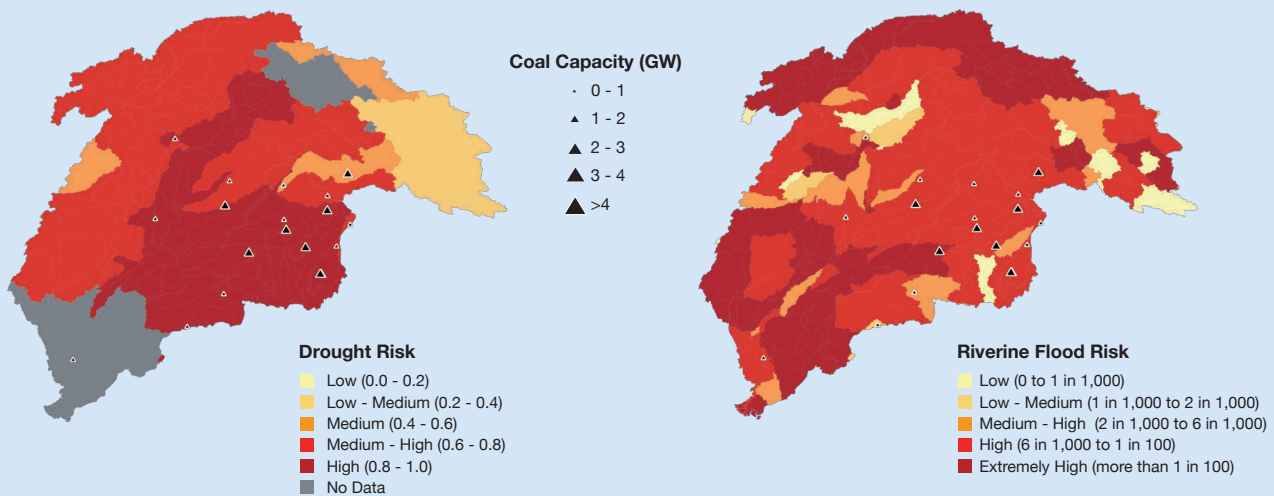 Coal Capacity (GW)
0 - 1
1 - 2
2 - 3
3 - 4
>4
Drought Risk
Low (0.0 - 0.2)
Low - Medium (0.2 - 0.4)
Medium (0.4 - 0.6)
Medium - High (0.6 - 0.8)
High (0.8 - 1.0)
No Data
Riverine Flood Risk
Low (0 to 1 in 1,000)
Low - Medium (1 in 1,000 to 2 in 1,000)
Medium - High (2 in 1,000 to 6 in 1,000)
High (6 in 1,000 to 1 in 100)
Extremely High (more than 1 in 100)